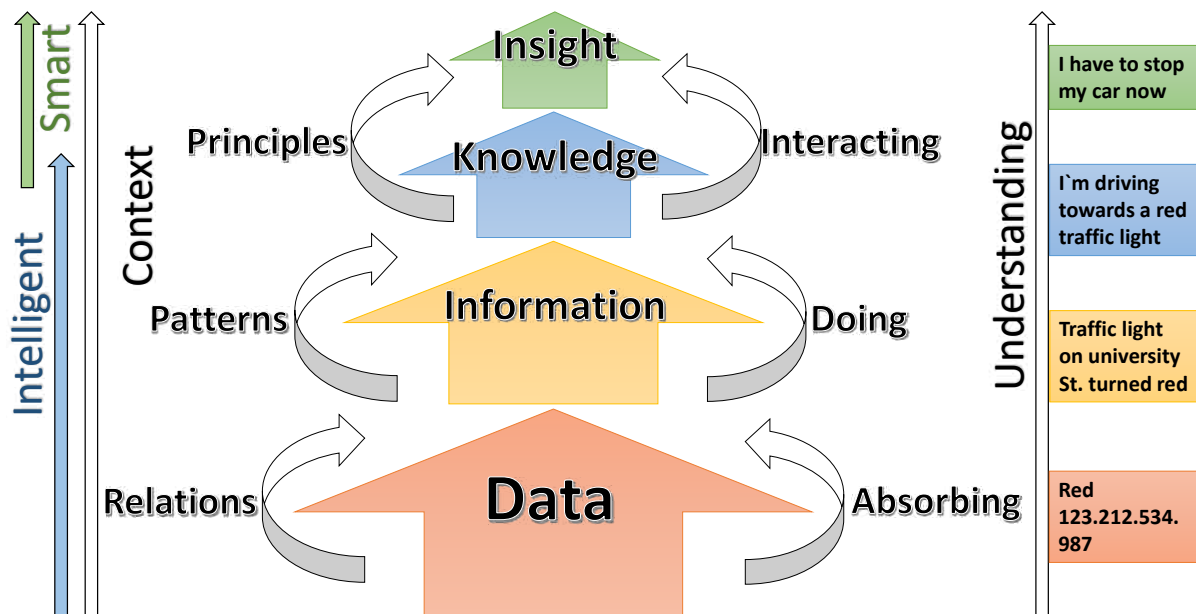 Smart
Intelligent
Context
Insight
Principles
Interacting
Knowledge
Patterns
Doing
Information
Relations
Absorbing
Data
Understanding
I have to stop
my car now
I`m driving
towards a red
traffic light
Traffic light
on university
St. turned red
Red
123.212.534.
987